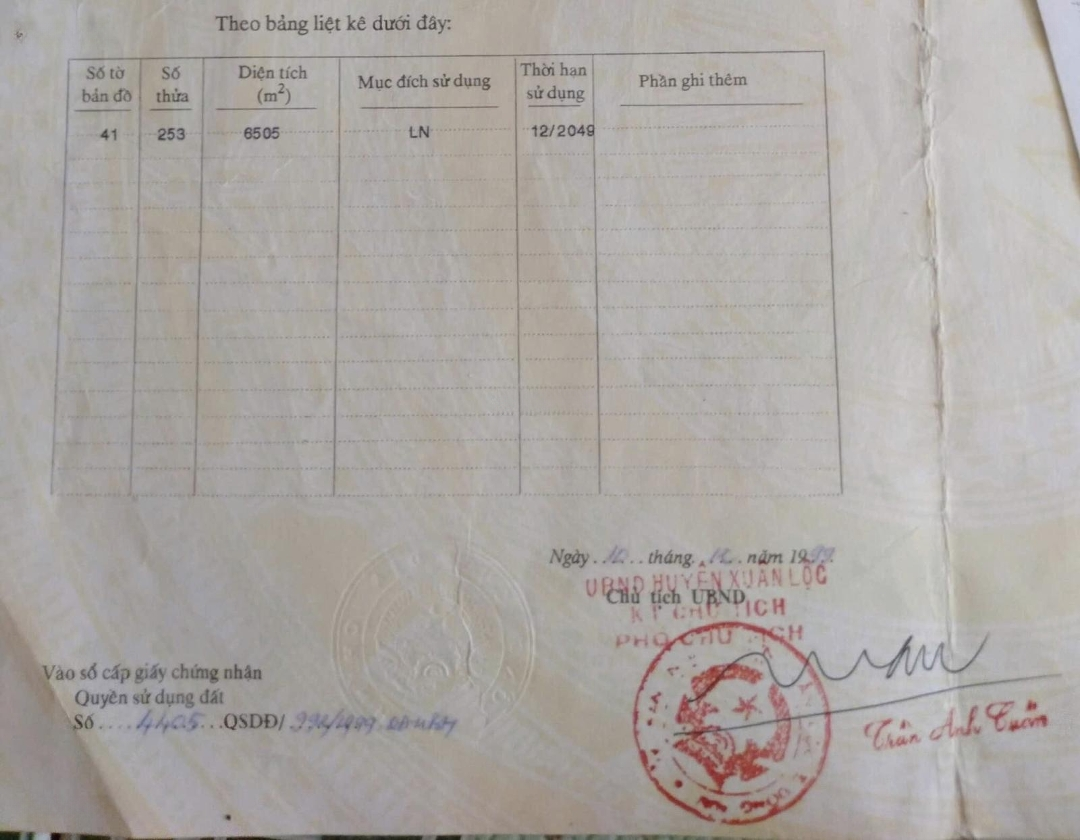 Theo bảng liệt kê dưới đây:
Số tờ bản đồ Số thửa Diện tích (m²) Mục đích sử dụng Thời hạn sử dụng Phần ghi thêm
41 253 6505 LN 12/2049
Ngày .. tháng .. năm 1999
UBND HUYỆN XUÂN LỘC
Chủ tịch UBND
KT CHỦ TỊCH
PHÓ CHỦ TỊCH
Vào sổ cấp giấy chứng nhận
Quyền sử dụng đất
Số ....4405...QSDĐ/
Trần Anh Tuấn